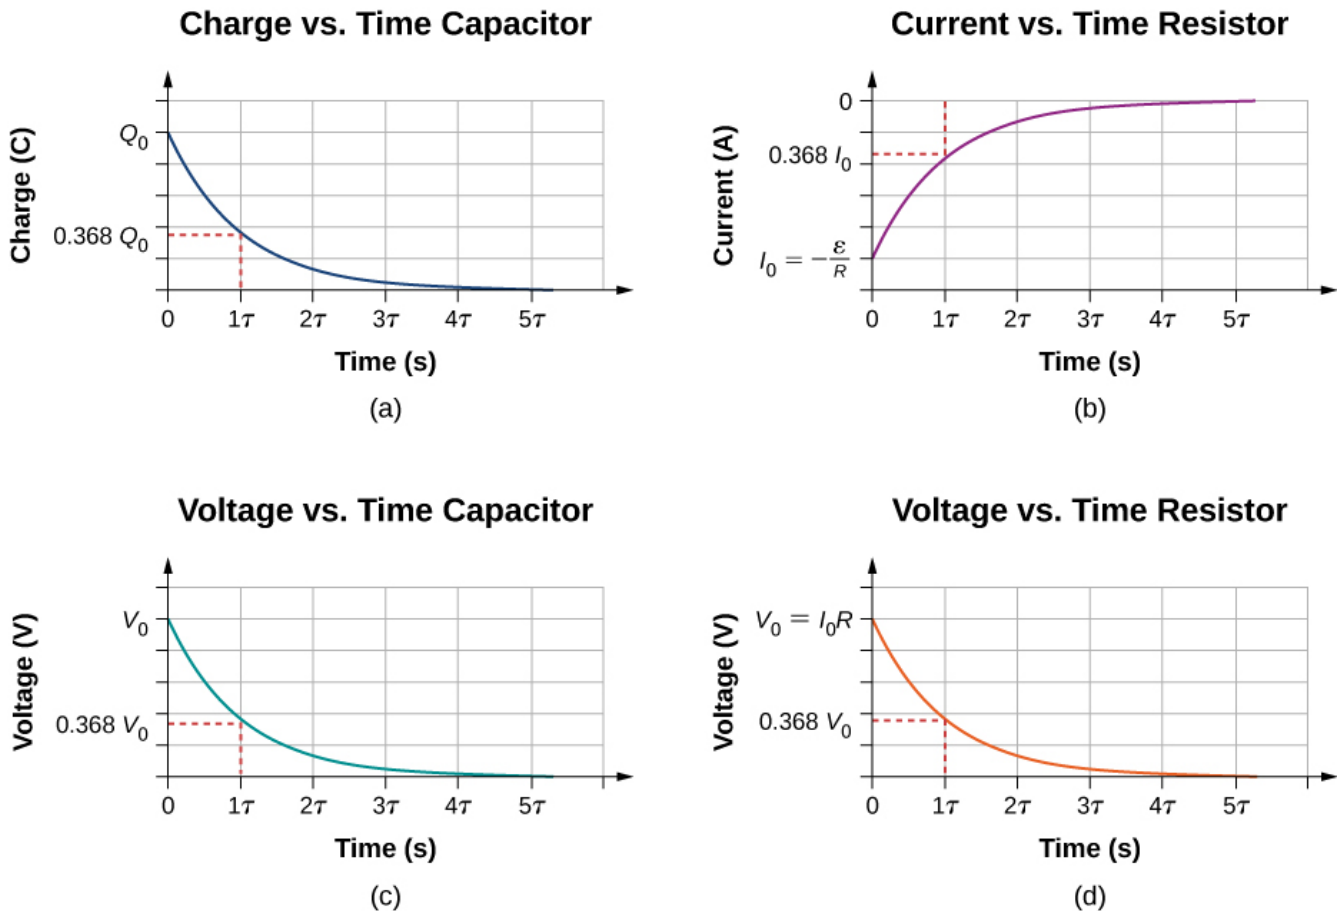 Charge vs. Time Capacitor
Charge (C)
Q₀
0.368 Q₀
0 1τ 2τ 3τ 4τ 5τ
Time (s)
(a)
Current vs. Time Resistor
Current (A)
0
0.368 I₀
I₀ = −ε/R
0 1τ 2τ 3τ 4τ 5τ
Time (s)
(b)
Voltage vs. Time Capacitor
Voltage (V)
V₀
0.368 V₀
0 1τ 2τ 3τ 4τ 5τ
Time (s)
(c)
Voltage vs. Time Resistor
Voltage (V)
V₀ = I₀R
0.368 V₀
0 1τ 2τ 3τ 4τ 5τ
Time (s)
(d)